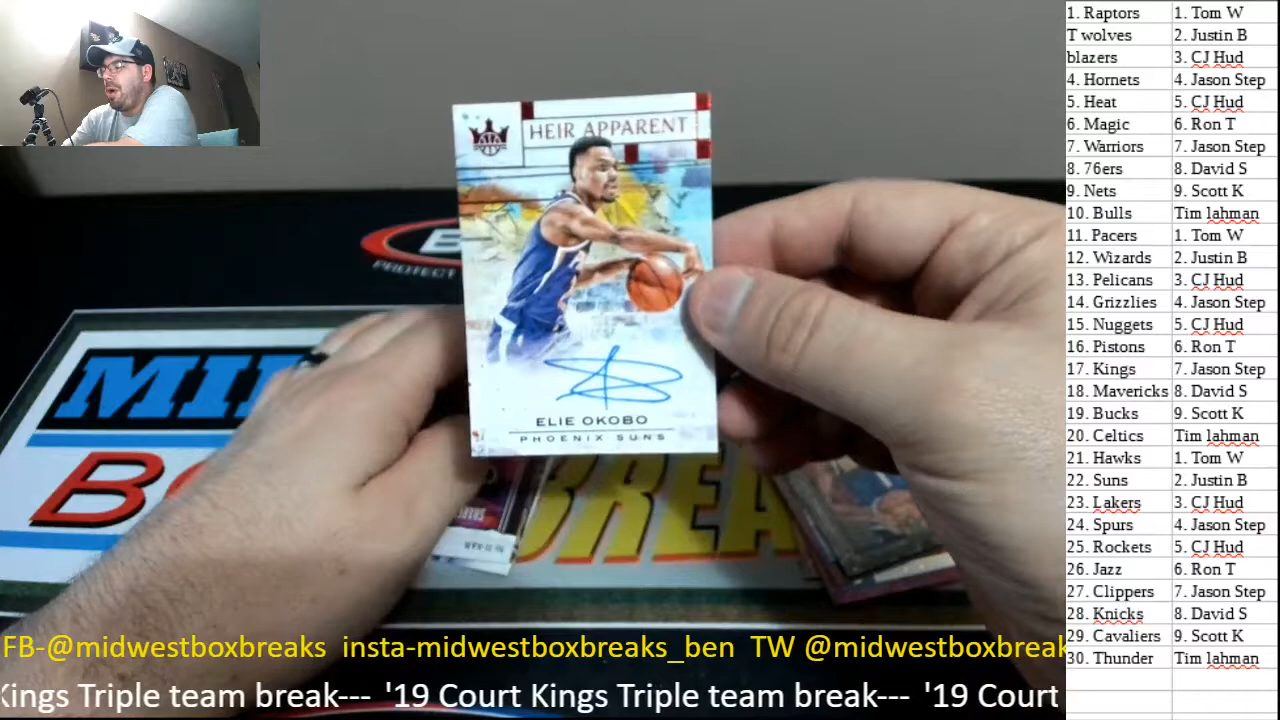 HEIR APPARENT
ELIE OKOBO
PHOENIX SUNS
PROTECT
MI
B
BREA
FB-@midwestboxbreaks insta-midwestboxbreaks_ben TW @midwestboxbreak
Kings Triple team break--- '19 Court Kings Triple team break--- '19 Court
1. Raptors 1. Tom W
T wolves 2. Justin B
blazers 3. CJ Hud
4. Hornets 4. Jason Step
5. Heat 5. CJ Hud
6. Magic 6. Ron T
7. Warriors 7. Jason Step
8. 76ers 8. David S
9. Nets 9. Scott K
10. Bulls Tim lahman
11. Pacers 1. Tom W
12. Wizards 2. Justin B
13. Pelicans 3. CJ Hud
14. Grizzlies 4. Jason Step
15. Nuggets 5. CJ Hud
16. Pistons 6. Ron T
17. Kings 7. Jason Step
18. Mavericks 8. David S
19. Bucks 9. Scott K
20. Celtics Tim lahman
21. Hawks 1. Tom W
22. Suns 2. Justin B
23. Lakers 3. CJ Hud
24. Spurs 4. Jason Step
25. Rockets 5. CJ Hud
26. Jazz 6. Ron T
27. Clippers 7. Jason Step
28. Knicks 8. David S
29. Cavaliers 9. Scott K
30. Thunder Tim lahman